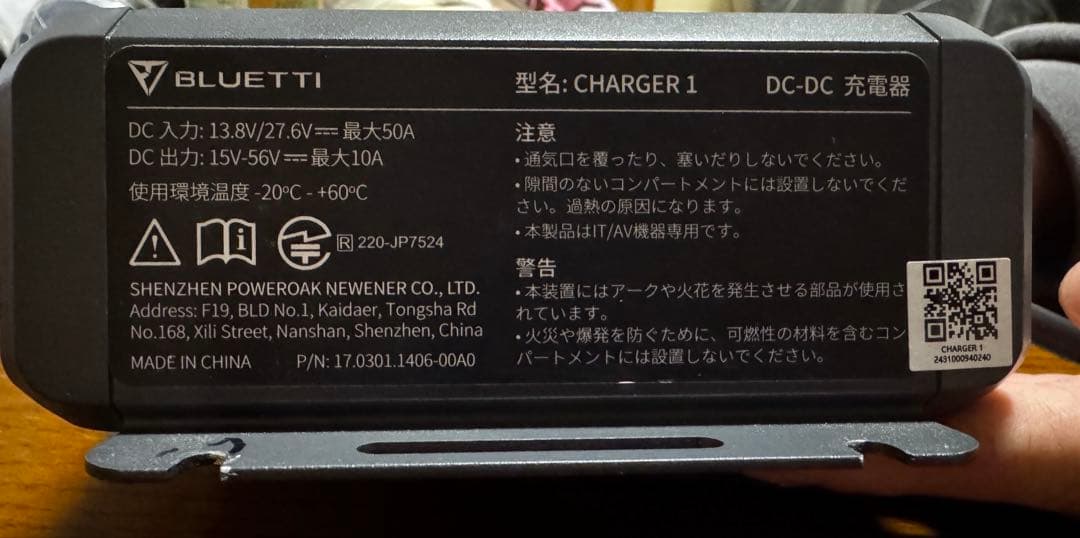 BLUETTI
型名: CHARGER 1
DC-DC 充電器
DC 入力: 13.8V/27.6V⎓最大50A
DC 出力: 15V-56V⎓最大10A
使用環境温度 -20℃ - +60℃
R 220-JP7524
SHENZHEN POWEROAK NEWENER CO., LTD.
Address: F19, BLD No.1, Kaidaer, Tongsha Rd
No.168, Xili Street, Nanshan, Shenzhen, China
MADE IN CHINA
P/N: 17.0301.1406-00A0
注意
・通気口を覆ったり、塞いだりしないでください。
・隙間のないコンパートメントには設置しないでくだ
さい。過熱の原因になります。
・本製品はIT/AV機器専用です。
警告
・本装置にはアークや火花を発生させる部品が使用さ
れています。
・火災や爆発を防ぐために、可燃性の材料を含むコン
パートメントには設置しないでください。
CHARGER 1
2431000940240